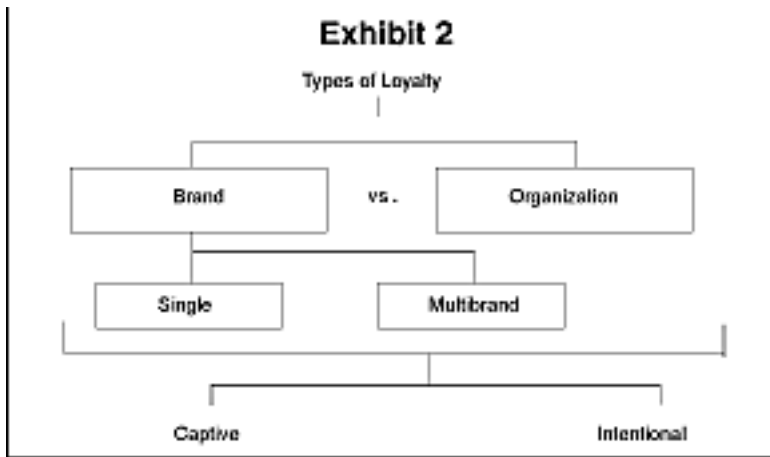 Exhibit 2
Types of Loyalty
Brand vs. Organization
Single Multibrand
Captive Intentional